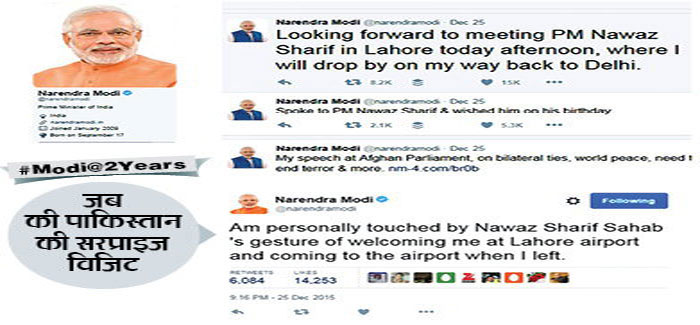 Narendra Modi
@narendramodi
Prime Minister of India
India
narendramodi.in
Joined January 2009
Born on September 17
#Modi@2Years
जब
की पाकिस्तान
की सरप्राइज
विजिट
Narendra Modi @narendramodi · Dec 25
Looking forward to meeting PM Nawaz
Sharif in Lahore today afternoon, where I
will drop by on my way back to Delhi.
8.2K 15K
Narendra Modi @narendramodi · Dec 25
Spoke to PM Nawaz Sharif & wished him on his birthday
2.1K 5.3K
Narendra Modi @narendramodi · Dec 25
My speech at Afghan Parliament, on bilateral ties, world peace, need t
end terror & more. nm-4.com/br0b
Narendra Modi
@narendramodi
Following
Am personally touched by Nawaz Sharif Sahab
's gesture of welcoming me at Lahore airport
and coming to the airport when I left.
RETWEETS LIKES
6,084 14,253
9:16 PM - 25 Dec 2015